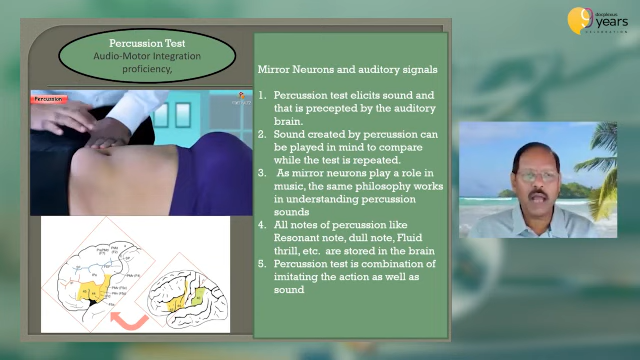 docplexus
9 years
CELEBRATION
Percussion Test
Audio-Motor Integration
proficiency,
Percussion
Mirror Neurons and auditory signals
1. Percussion test elicits sound and
that is precepted by the auditory
brain.
2. Sound created by percussion can
be played in mind to compare
while the test is repeated.
3. As mirror neurons play a role in
music, the same philosophy works
in understanding percussion
sounds
4. All notes of percussion like
Resonant note, dull note, Fluid
thrill, etc. are stored in the brain
5. Percussion test is combination of
imitating the action as well as
sound